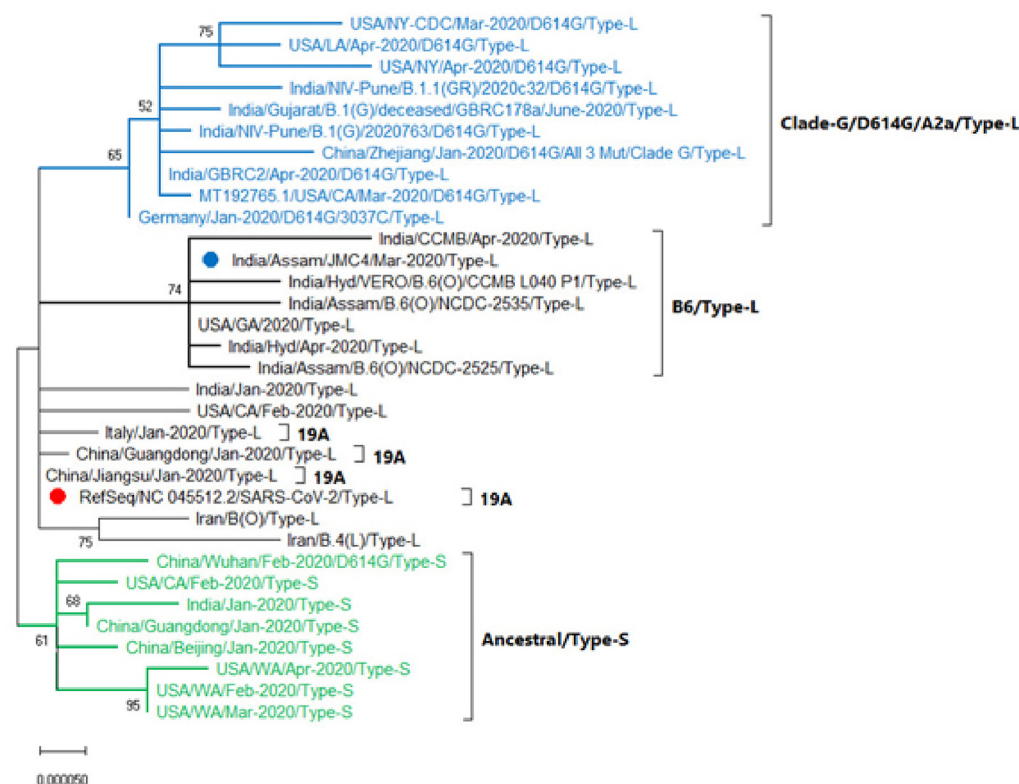 75
USA/NY-CDC/Mar-2020/D614G/Type-L
USA/LA/Apr-2020/D614G/Type-L
USA/NY/Apr-2020/D614G/Type-L
52
India/NIV-Pune/B.1.1(GR)/2020c32/D614G/Type-L
India/Gujarat/B.1(G)/deceased/GBRC178a/June-2020/Type-L
India/NIV-Pune/B.1(G)/2020763/D614G/Type-L
Clade-G/D614G/A2a/Type-L
65
China/Zhejiang/Jan-2020/D614G/All 3 Mut/Clade G/Type-L
India/GBRC2/Apr-2020/D614G/Type-L
MT192765.1/USA/CA/Mar-2020/D614G/Type-L
Germany/Jan-2020/D614G/3037C/Type-L
India/CCMB/Apr-2020/Type-L
India/Assam/JMC4/Mar-2020/Type-L
74
India/Hyd/VERO/B.6(O)/CCMB L040 P1/Type-L
India/Assam/B.6(O)/NCDC-2535/Type-L
B6/Type-L
USA/GA/2020/Type-L
India/Hyd/Apr-2020/Type-L
India/Assam/B.6(O)/NCDC-2525/Type-L
India/Jan-2020/Type-L
USA/CA/Feb-2020/Type-L
Italy/Jan-2020/Type-L 19A
China/Guangdong/Jan-2020/Type-L 19A
China/Jiangsu/Jan-2020/Type-L 19A
RefSeq/NC 045512.2/SARS-CoV-2/Type-L 19A
Iran/B(O)/Type-L
75
Iran/B.4(L)/Type-L
China/Wuhan/Feb-2020/D614G/Type-S
USA/CA/Feb-2020/Type-S
68
India/Jan-2020/Type-S
China/Guangdong/Jan-2020/Type-S
61
China/Beijing/Jan-2020/Type-S
Ancestral/Type-S
USA/WA/Apr-2020/Type-S
USA/WA/Feb-2020/Type-S
95
USA/WA/Mar-2020/Type-S
0.000050